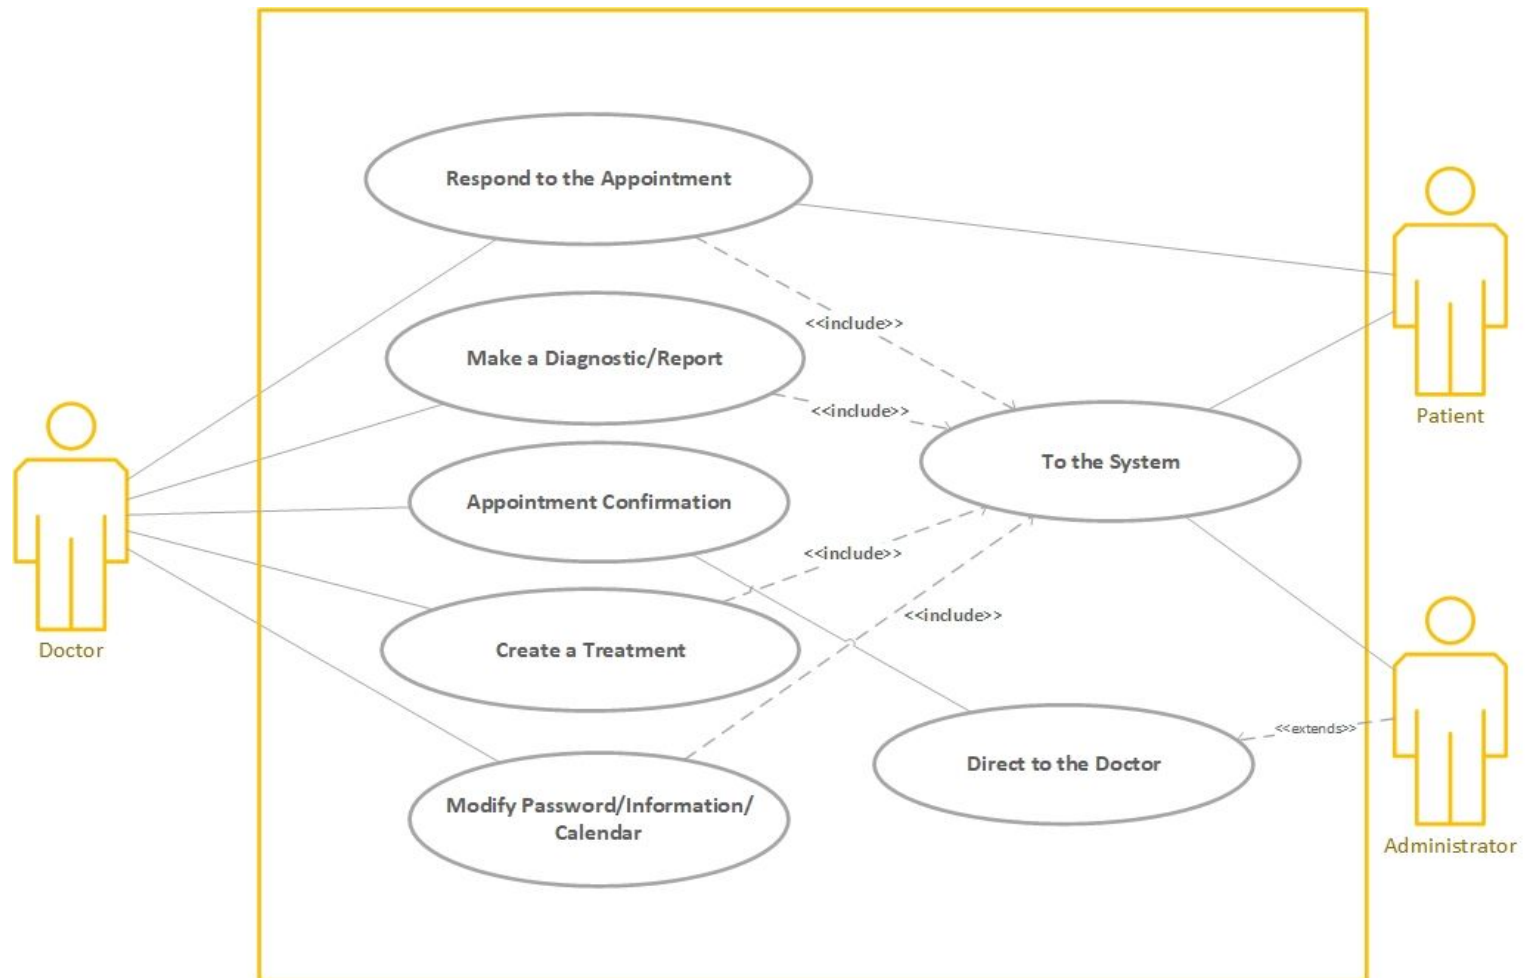 Respond to the Appointment
<<include>>
Make a Diagnostic/Report
<<include>>
Patient
To the System
Appointment Confirmation
<<include>>
<<include>>
Create a Treatment
Doctor
<<extends>>
Direct to the Doctor
Modify Password/Information/
Calendar
Administrator